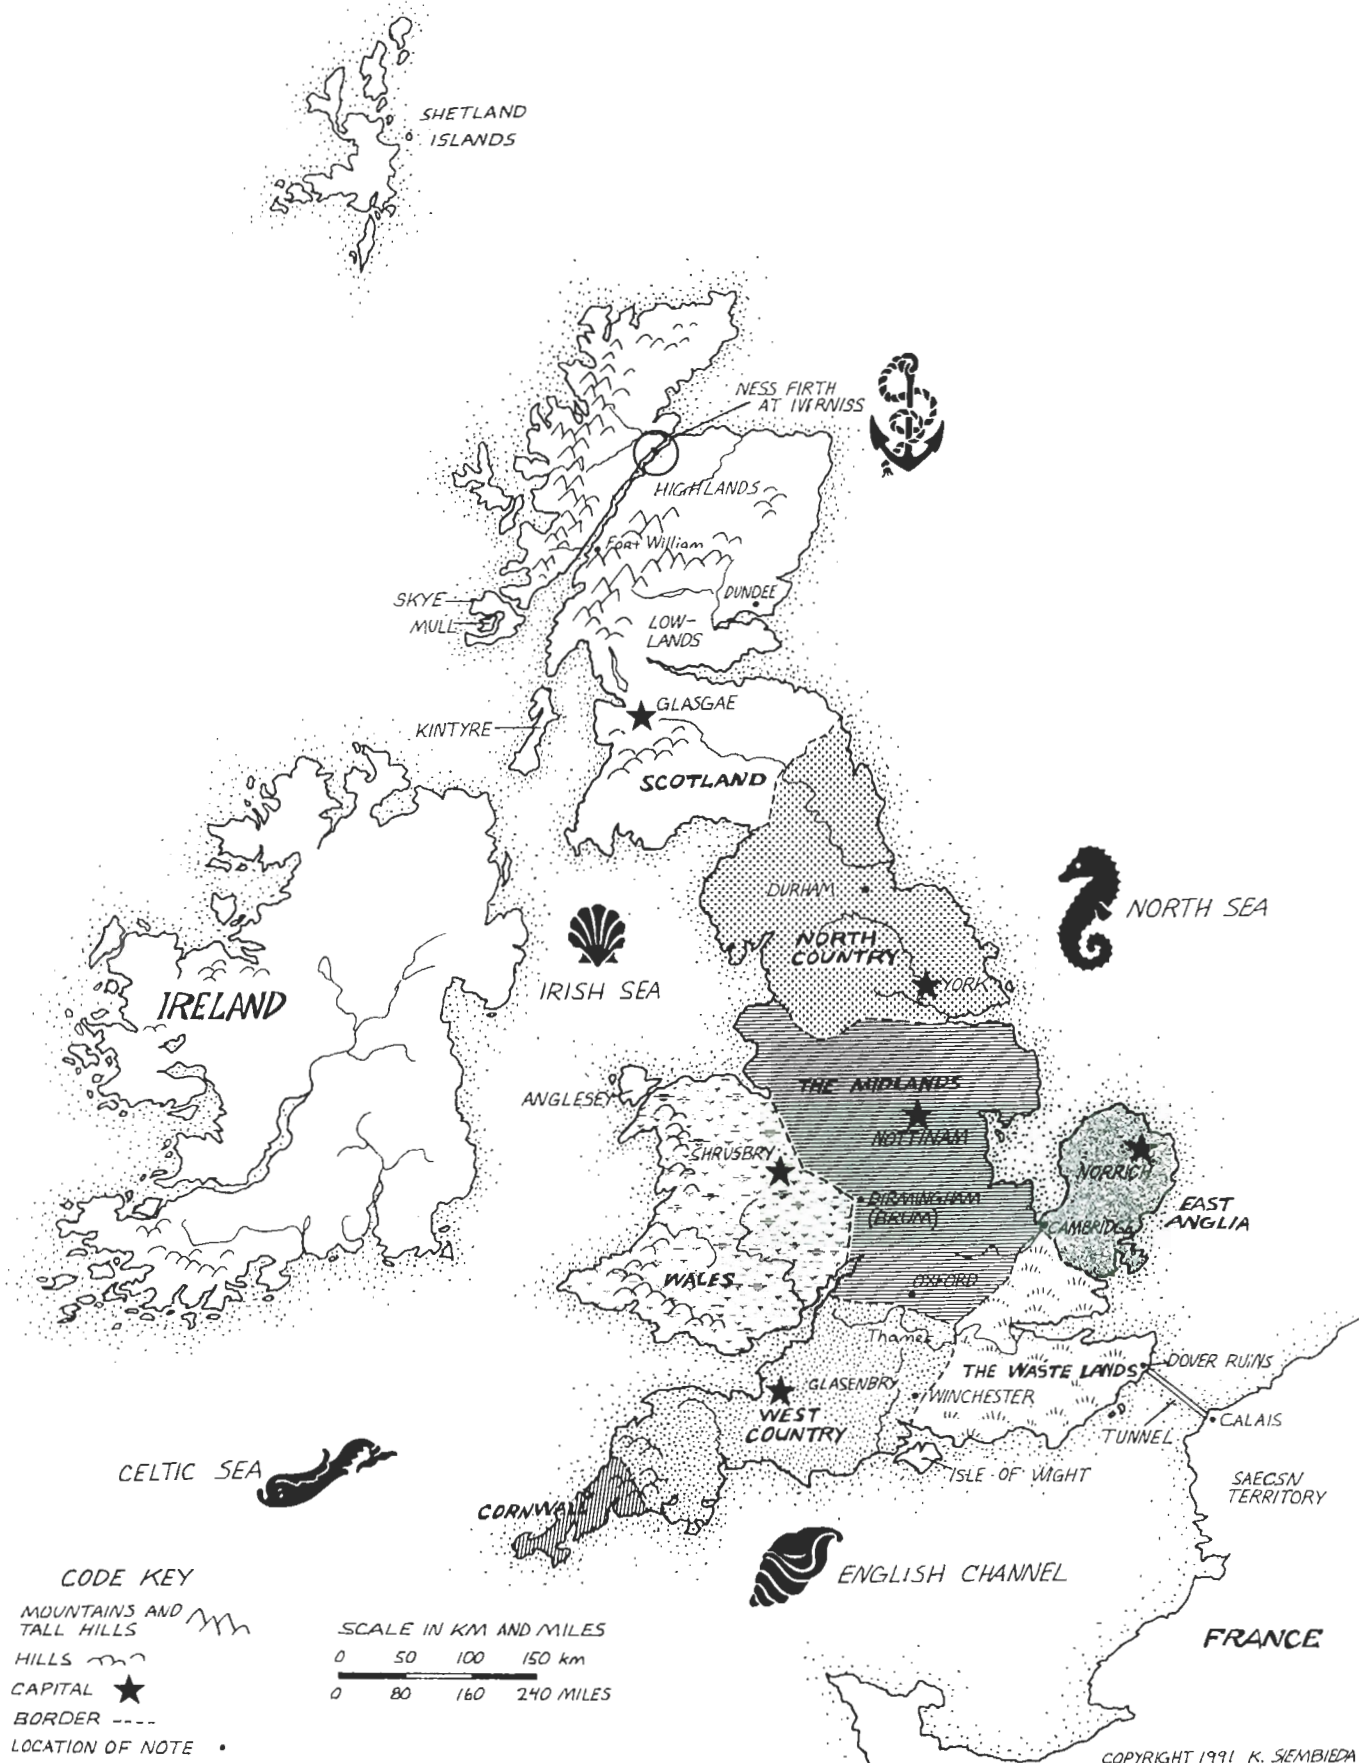 SHETLAND
ISLANDS
NESS FIRTH
AT IVERNISS
HIGHLANDS
Fort William
SKYE
MULL
DUNDEE
LOW-
LANDS
GLASGAE
KINTYRE
SCOTLAND
DURHAM
NORTH
COUNTRY
YORK
NORTH SEA
IRISH SEA
IRELAND
ANGLESEY
THE MIDLANDS
NOTTINAM
SHRUSBRY
NORRICH
BIRMINGHAM
(BRUM)
EAST
ANGLIA
CAMBRIDGE
WALES
OXFORD
Thames
THE WASTE LANDS
DOVER RUINS
GLASENBRY
WINCHESTER
WEST
COUNTRY
CALAIS
TUNNEL
ISLE OF WIGHT
CELTIC SEA
SAECSN
TERRITORY
CORNWALL
ENGLISH CHANNEL
FRANCE
CODE KEY
MOUNTAINS AND
TALL HILLS
HILLS
CAPITAL
BORDER ----
LOCATION OF NOTE •
SCALE IN KM AND MILES
0 50 100 150 km
0 80 160 240 MILES
COPYRIGHT 1991 K. SIEMBIEDA